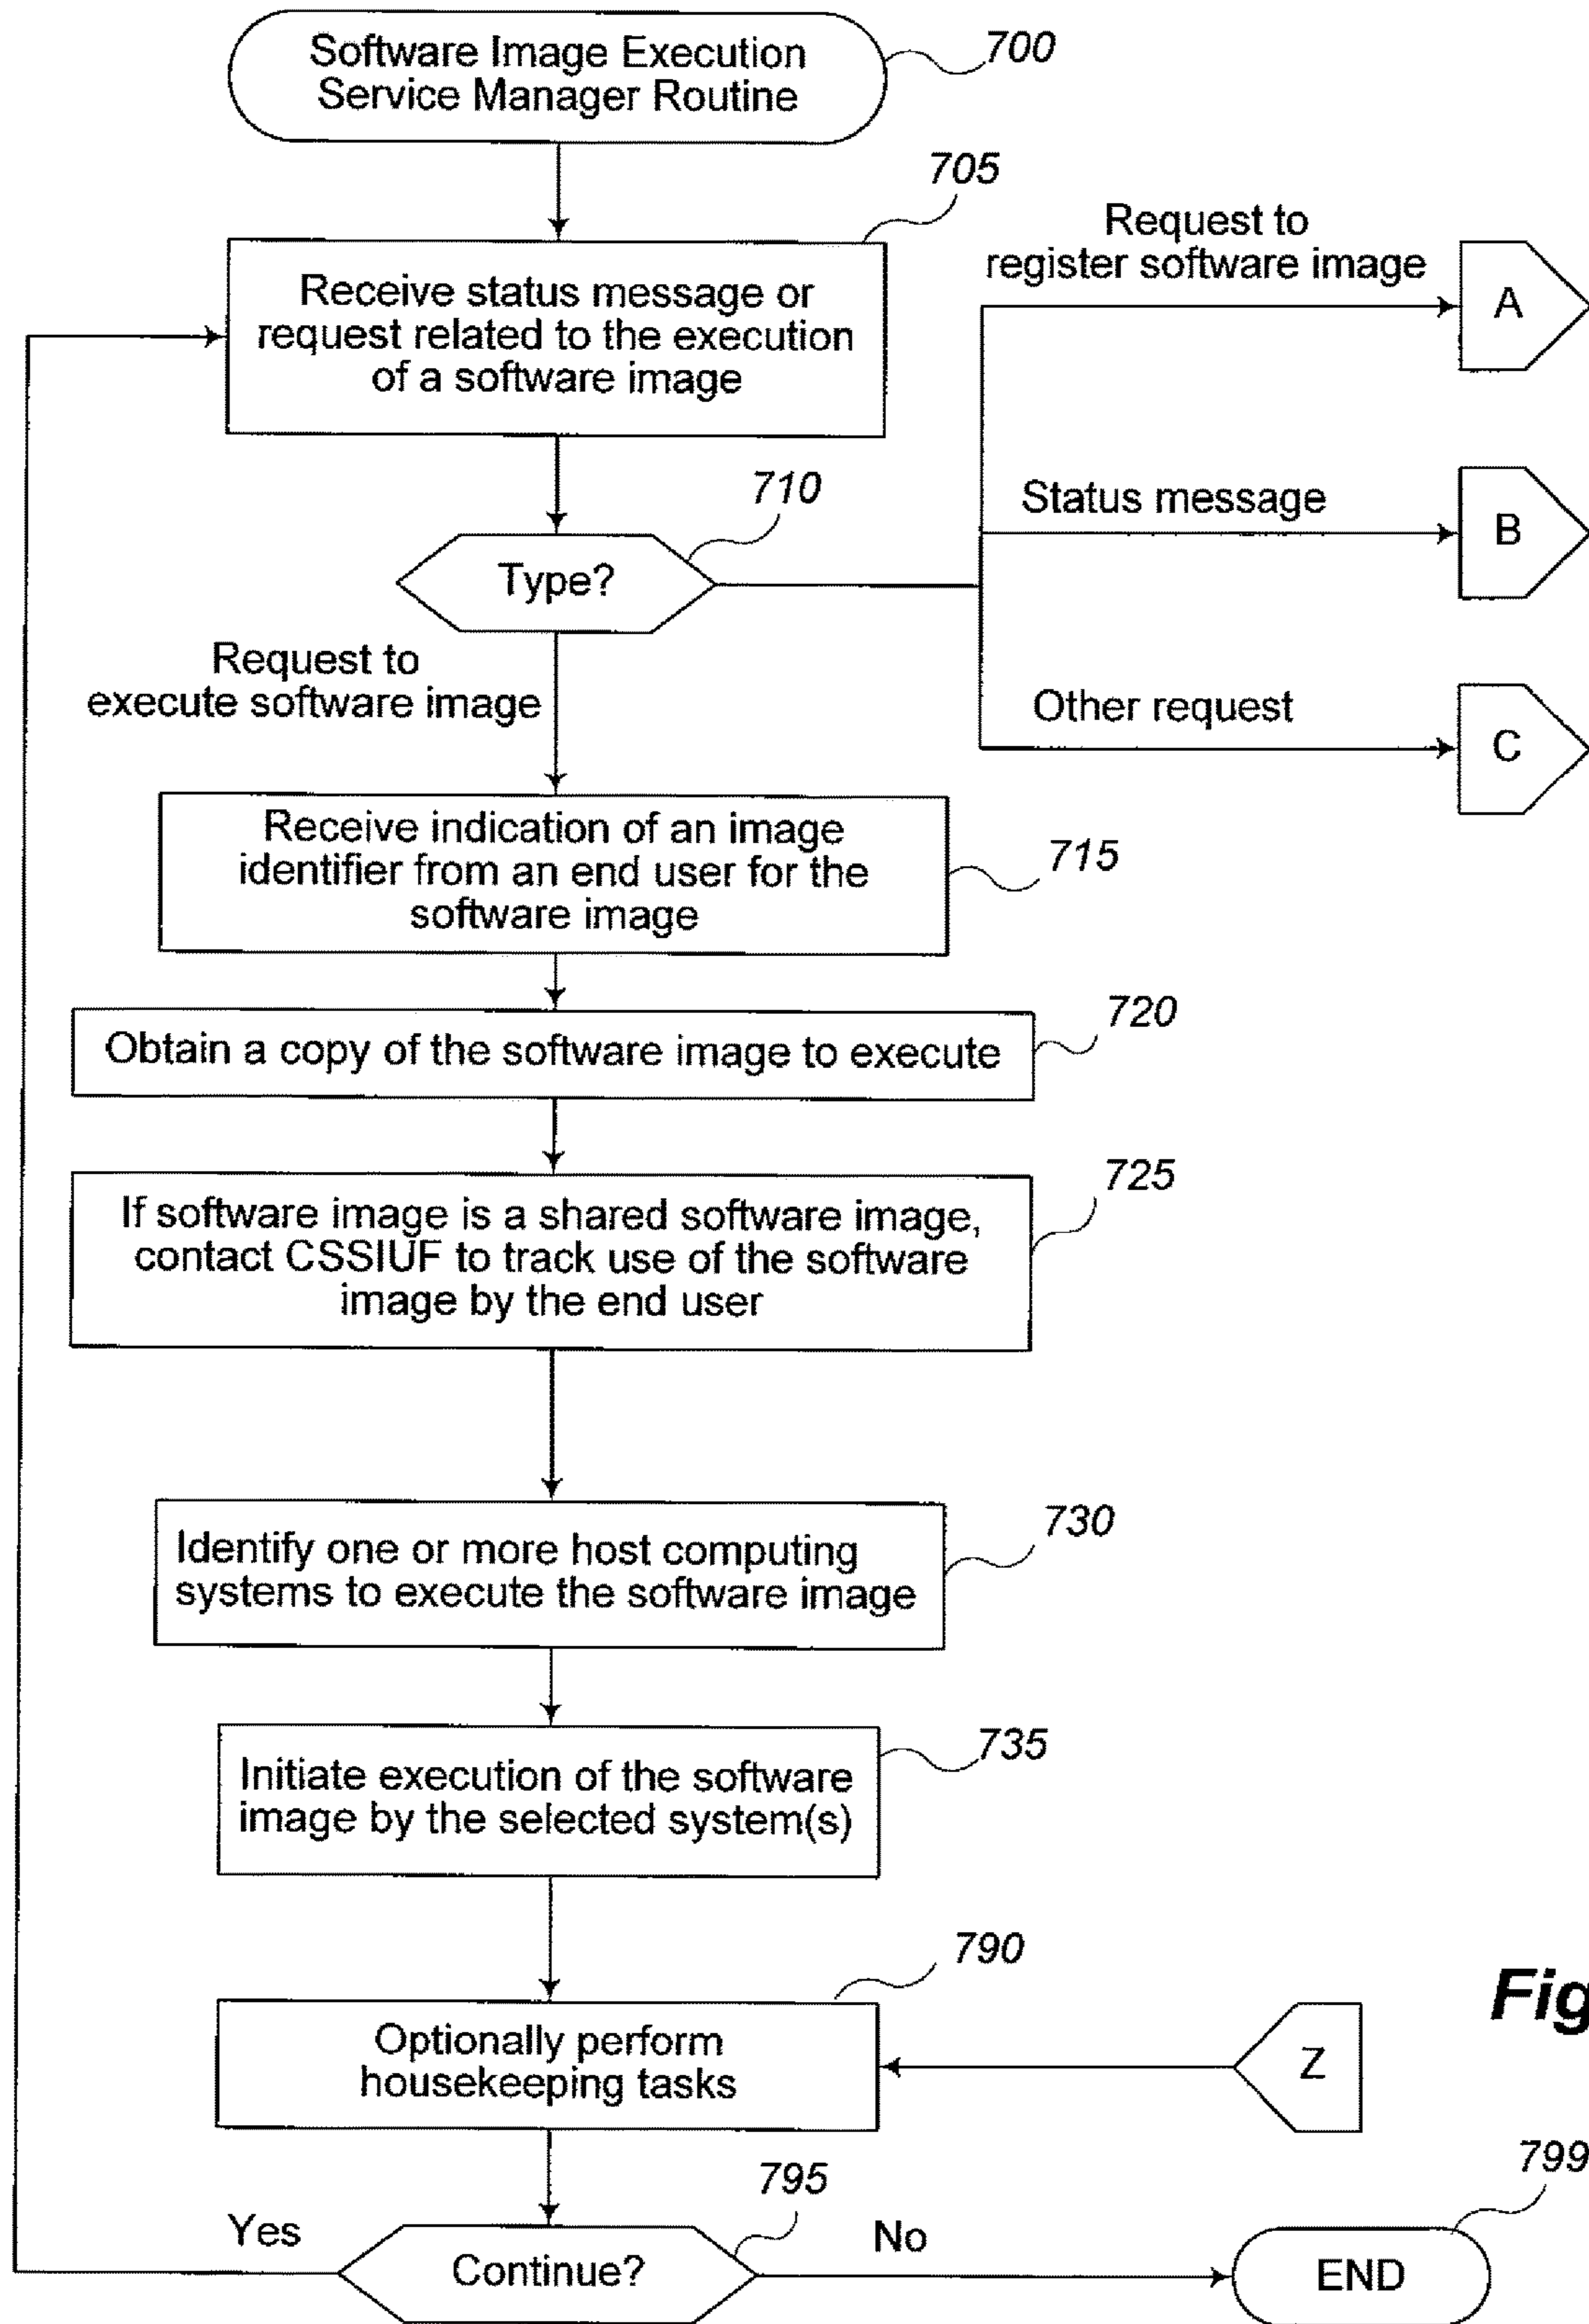 Software Image Execution
Service Manager Routine
700
705
Receive status message or
request related to the execution
of a software image
Request to
register software image
A
710
Type?
Status message
B
Request to
execute software image
Other request
C
Receive indication of an image
identifier from an end user for the
software image
715
Obtain a copy of the software image to execute
720
If software image is a shared software image,
contact CSSIUF to track use of the software
image by the end user
725
Identify one or more host computing
systems to execute the software image
730
Initiate execution of the software
image by the selected system(s)
735
790
Optionally perform
housekeeping tasks
Z
Fig
795
Yes
Continue?
No
799
END